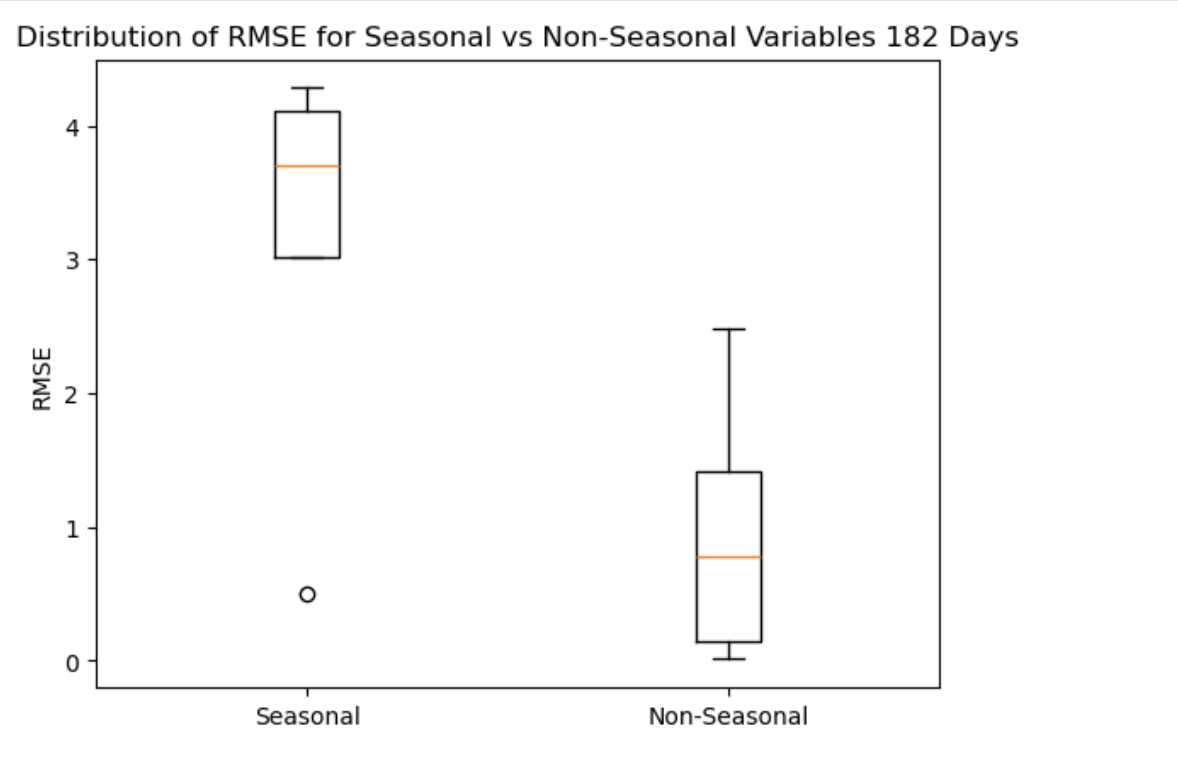 Distribution of RMSE for Seasonal vs Non-Seasonal Variables 182 Days
4
3
2
1
0
RMSE
Seasonal
Non-Seasonal